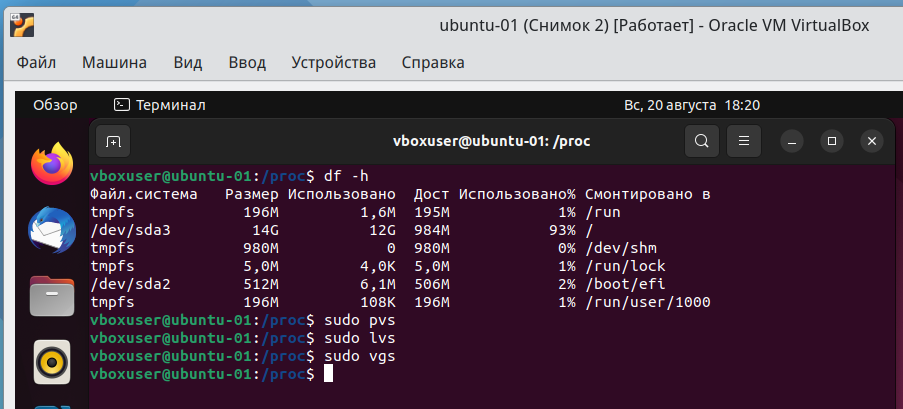 ubuntu-01 (Снимок 2) [Работает] - Oracle VM VirtualBox
Файл Машина Вид Ввод Устройства Справка
Обзор Терминал Вс, 20 августа 18:20
vboxuser@ubuntu-01: /proc
vboxuser@ubuntu-01:/proc$ df -h
Файл.система Размер Использовано Дост Использовано% Cмонтировано в
tmpfs 196M 1,6M 195M 1% /run
/dev/sda3 14G 12G 984M 93% /
tmpfs 980M 0 980M 0% /dev/shm
tmpfs 5,0M 4,0K 5,0M 1% /run/lock
/dev/sda2 512M 6,1M 506M 2% /boot/efi
tmpfs 196M 108K 196M 1% /run/user/1000
vboxuser@ubuntu-01:/proc$ sudo pvs
vboxuser@ubuntu-01:/proc$ sudo lvs
vboxuser@ubuntu-01:/proc$ sudo vgs
vboxuser@ubuntu-01:/proc$